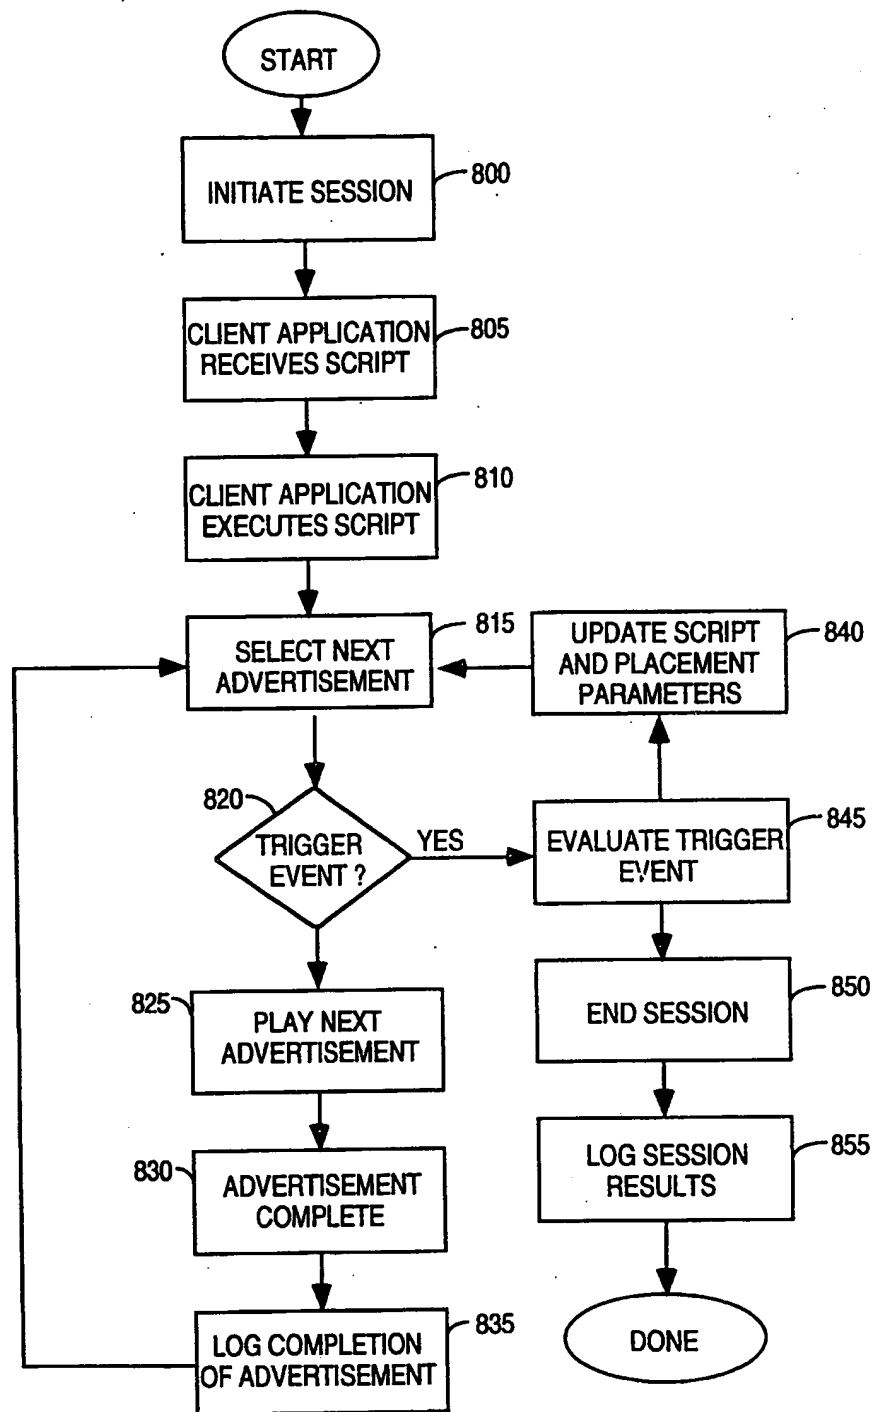 START
INITIATE SESSION
800
CLIENT APPLICATION
RECEIVES SCRIPT
805
CLIENT APPLICATION
EXECUTES SCRIPT
810
SELECT NEXT
ADVERTISEMENT
815
UPDATE SCRIPT
AND PLACEMENT
PARAMETERS
840
820
TRIGGER
EVENT ?
YES
EVALUATE TRIGGER
EVENT
845
825
PLAY NEXT
ADVERTISEMENT
END SESSION
850
830
ADVERTISEMENT
COMPLETE
LOG SESSION
RESULTS
855
LOG COMPLETION
OF ADVERTISEMENT
835
DONE